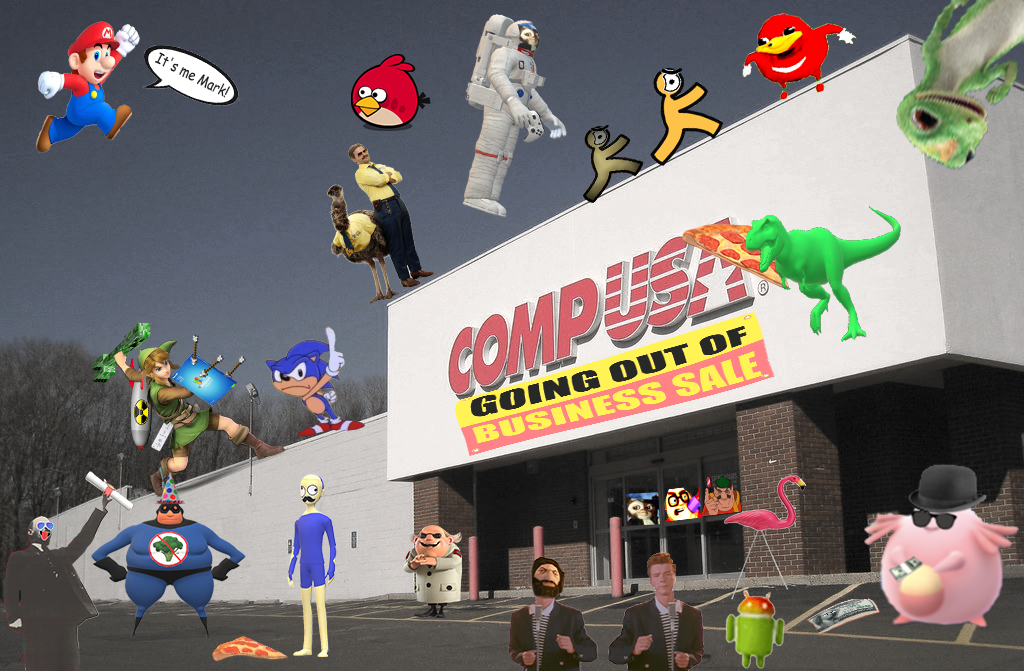 It's me Mark!
COMPUSA
®
GOING OUT OF
BUSINESS SALE